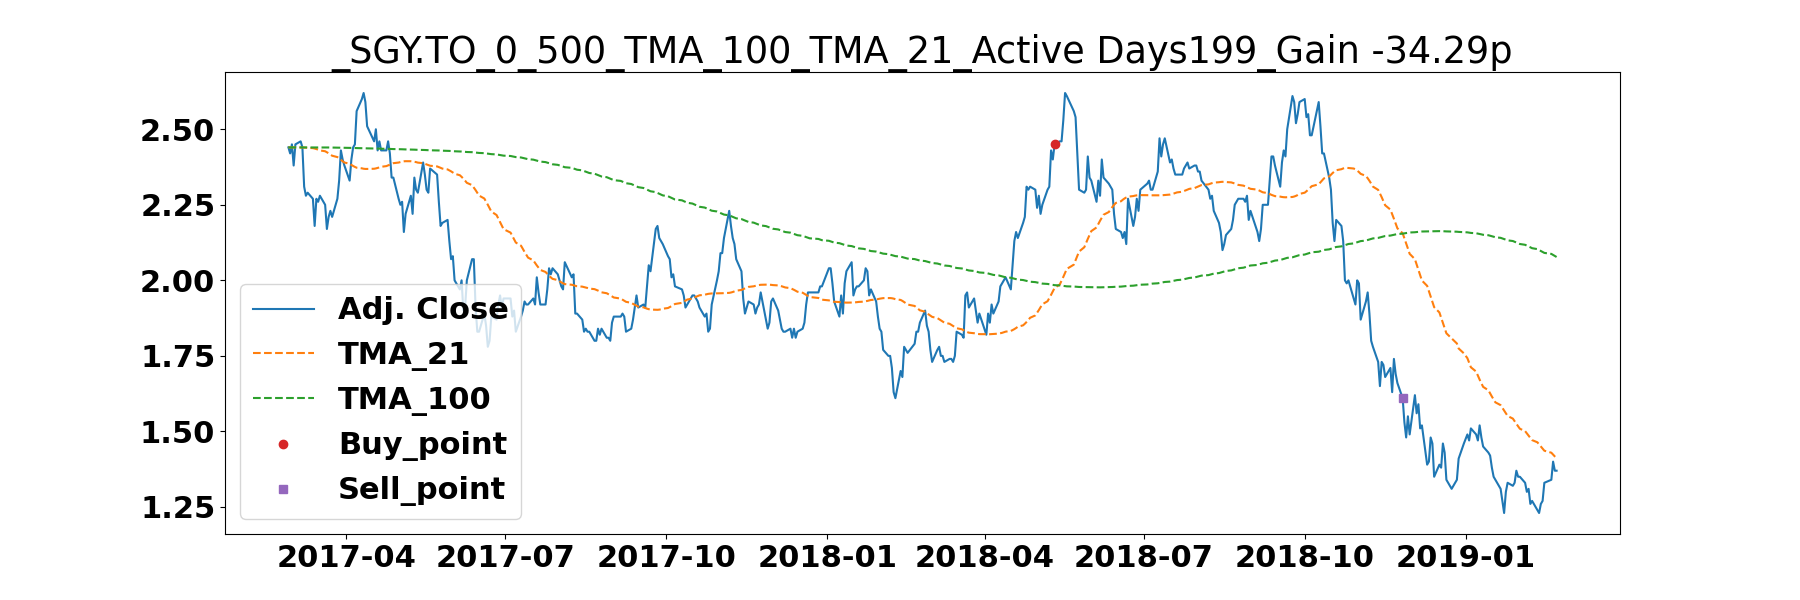 _SGY.TO_0_500_TMA_100_TMA_21_Active Days199_Gain -34.29p
2.50
2.25
2.00
1.75
1.50
1.25
Adj. Close
TMA_21
TMA_100
Buy_point
Sell_point
2017-04 2017-07 2017-10 2018-01 2018-04 2018-07 2018-10 2019-01